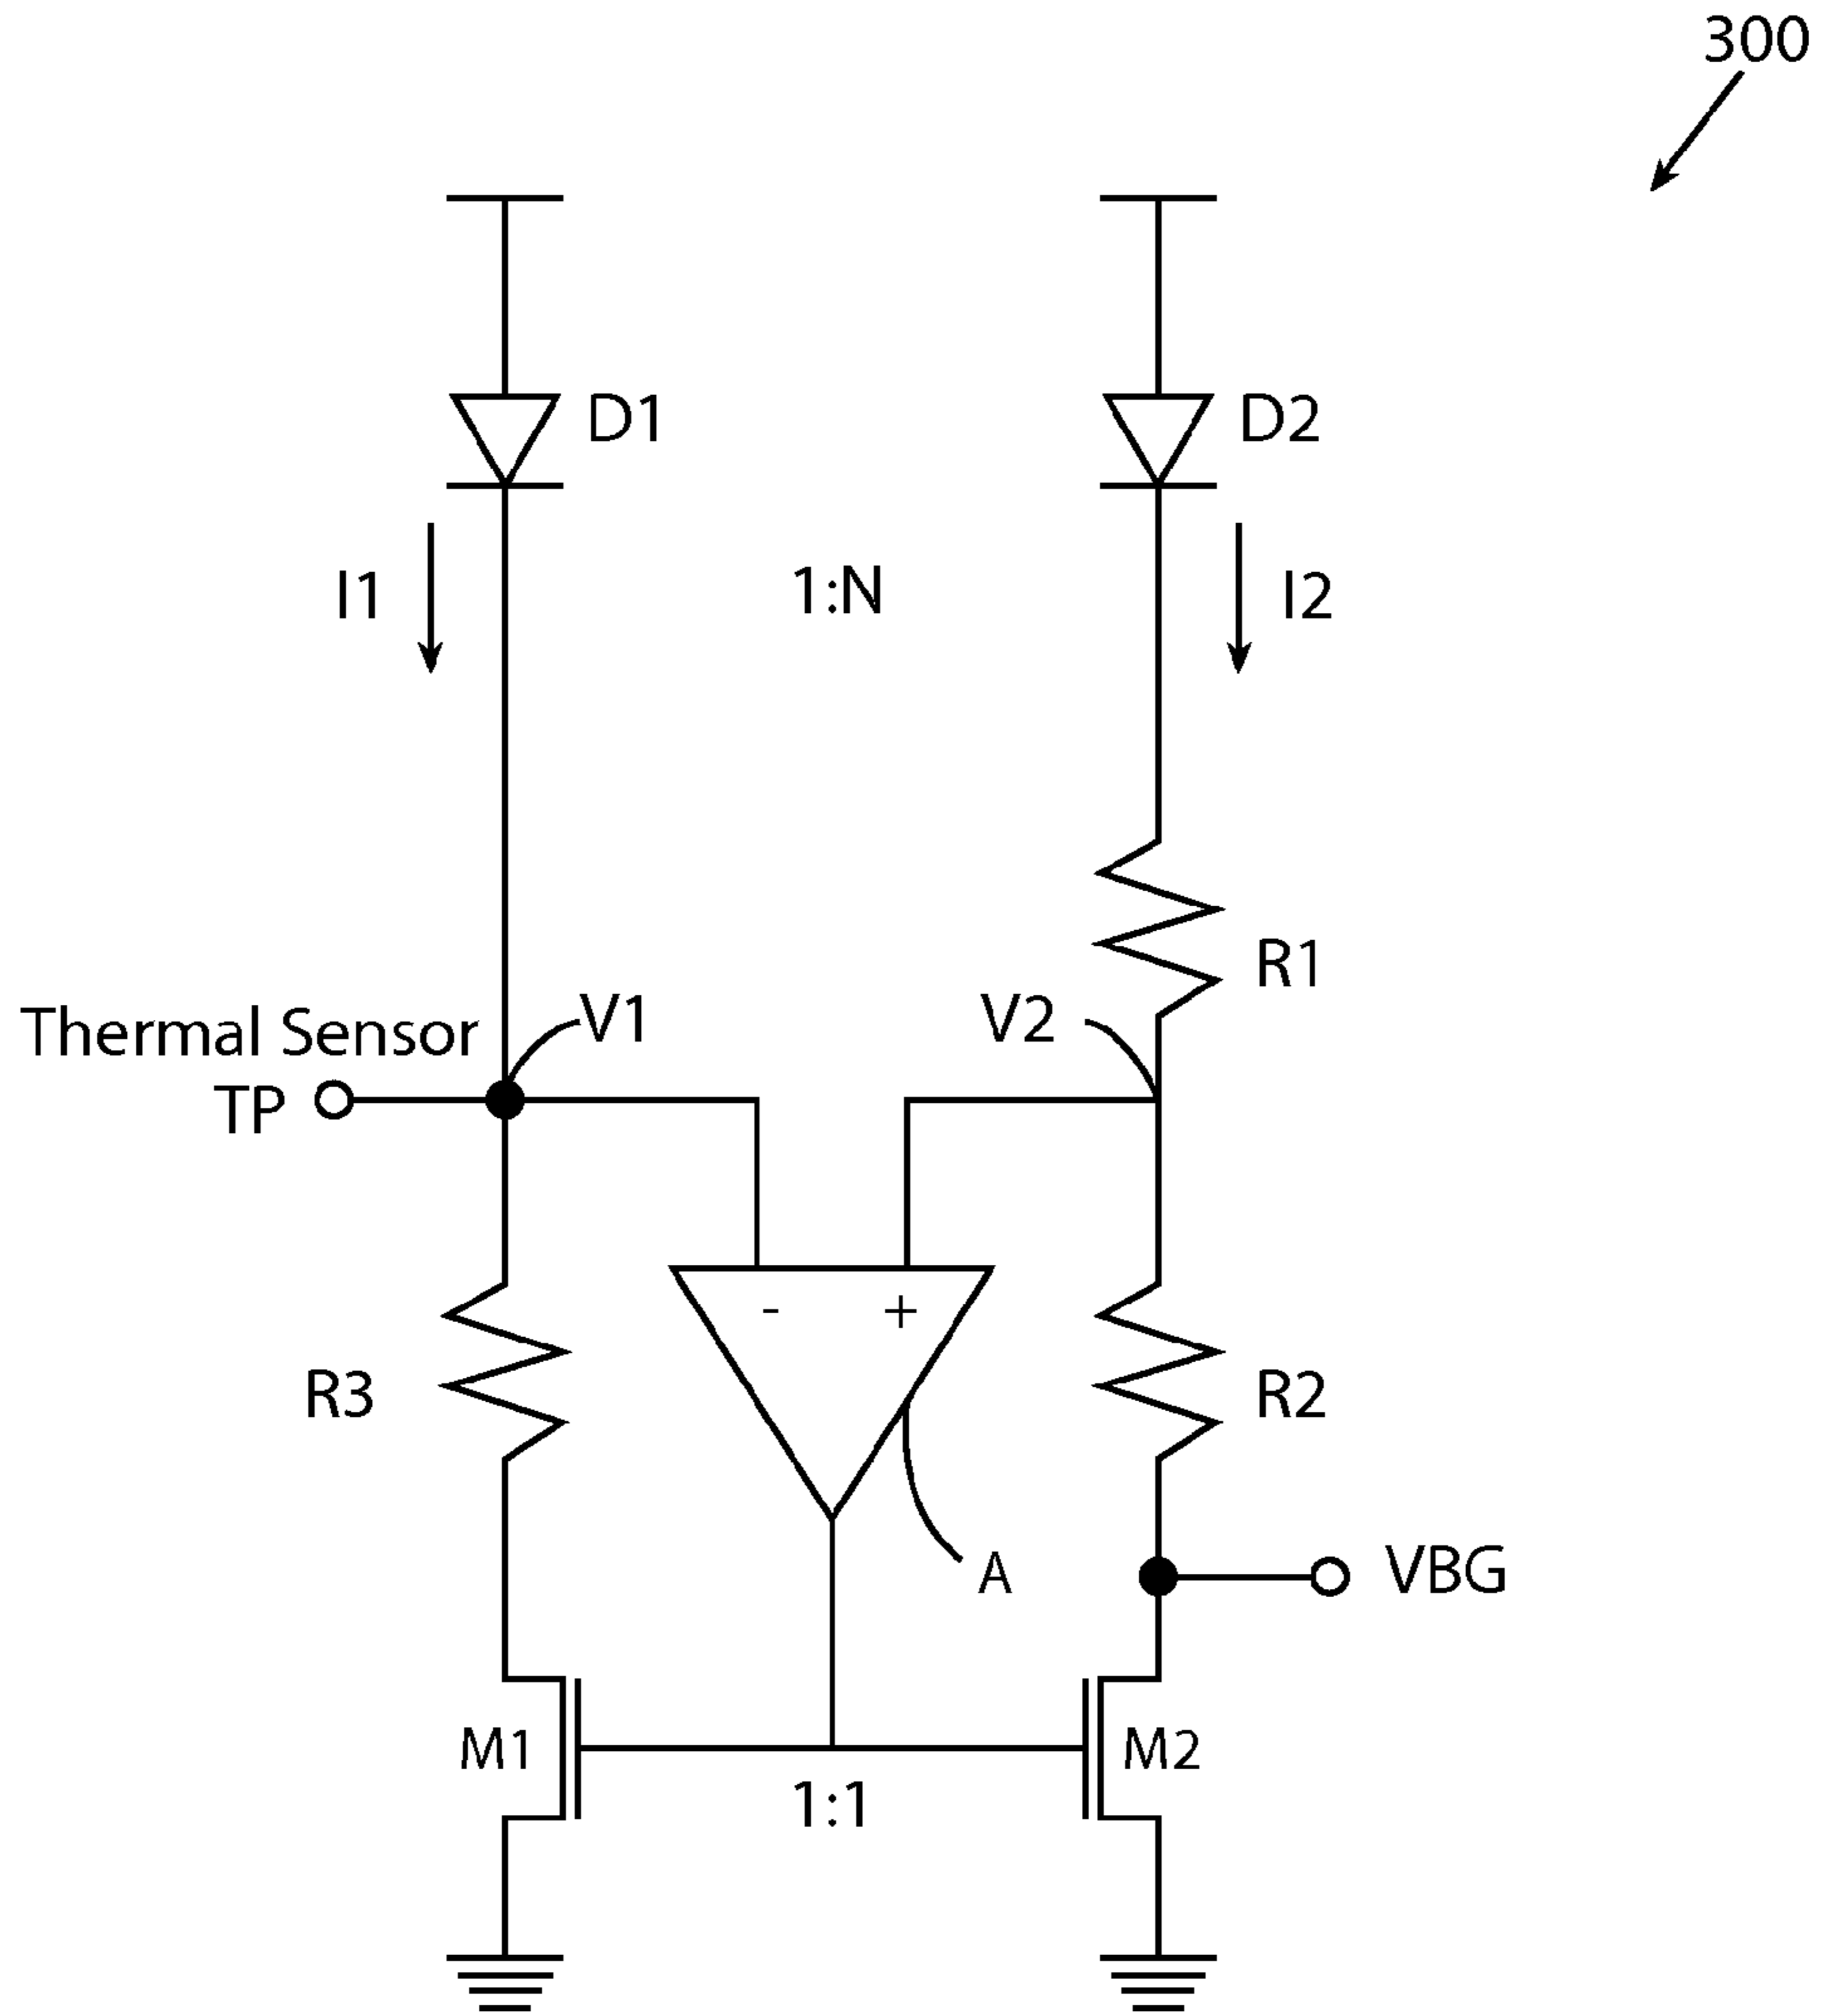 300
D1
D2
I1
1:N
I2
R1
Thermal Sensor
TP
V1
V2
-
+
R3
R2
A
VBG
M1
M2
1:1